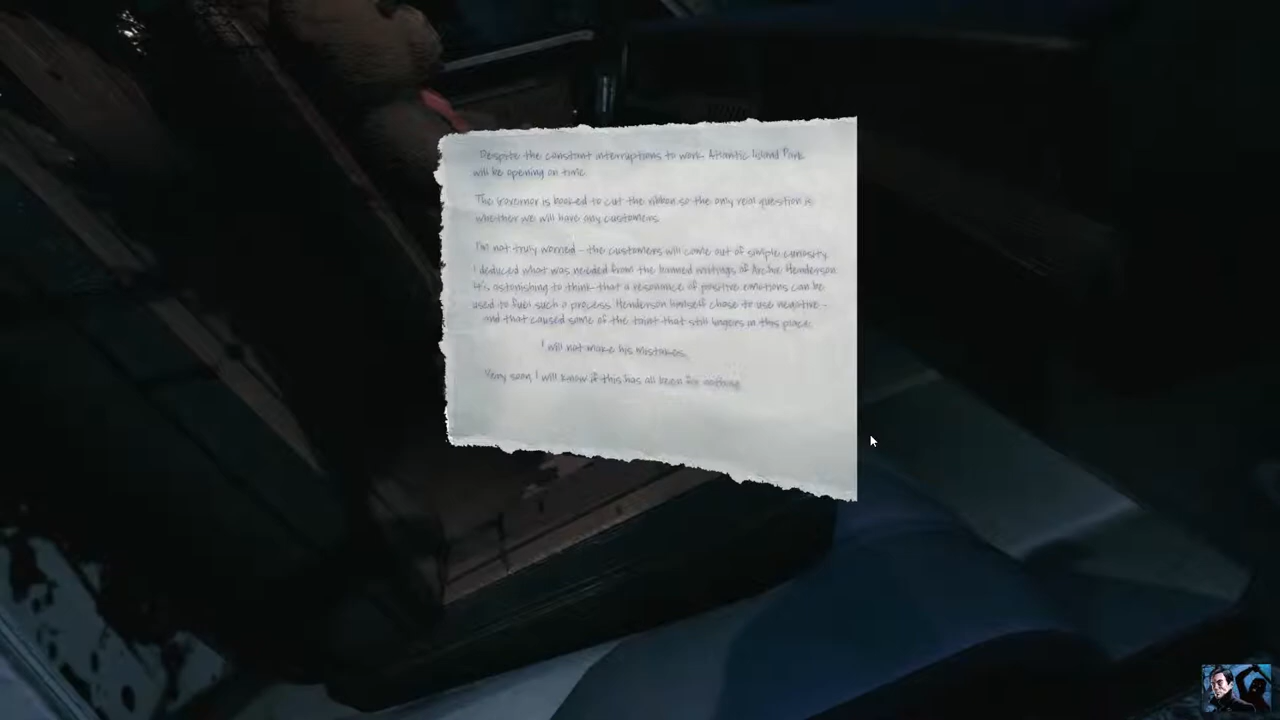 Despite the constant interruptions to work Atlantic Island Park
will be opening on time.
The Governor is booked to cut the ribbon so the only real question is
whether we will have any customers.
I'm not truly worried - the customers will come out of simple curiosity.
I deduced what was needed from the banned writings of Archie Henderson.
It's astonishing to think that a resonance of positive emotions can be
used to fuel such a process. Henderson himself chose to use negative -
and that caused some of the taint that still lingers in this place.
I will not make his mistakes.
Very soon I will know if this has all been for nothing.